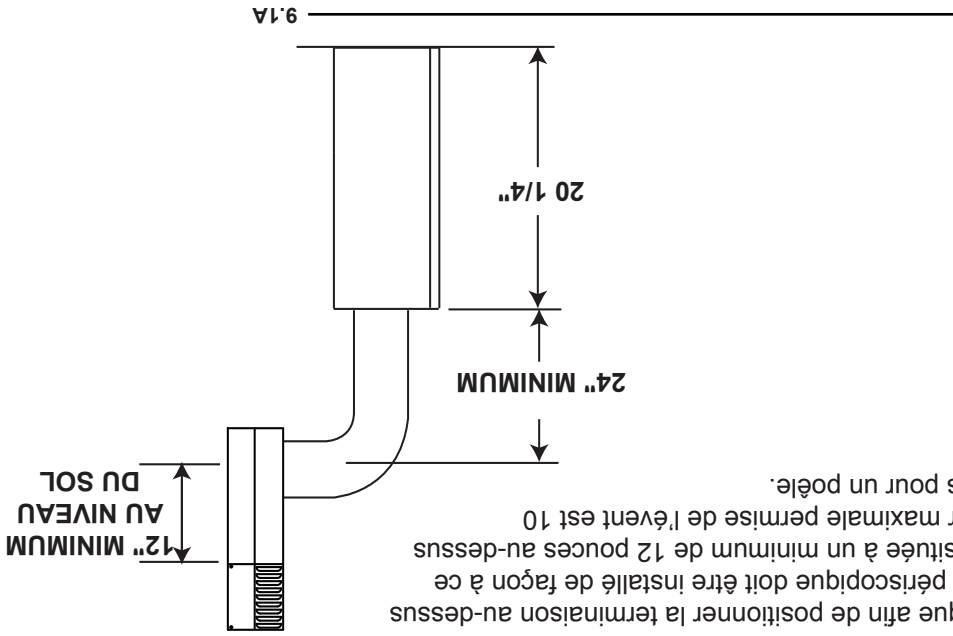 que afin de positionner la terminaison au-dessus
périscopique doit être installé de façon à ce
située à un minimum de 12 pouces au-dessus
r maximale permise de l'évent est 10
s pour un poêle.
12" MINIMUM
AU NIVEAU
DU SOL
24" MINIMUM
20 1/4"
9.1A